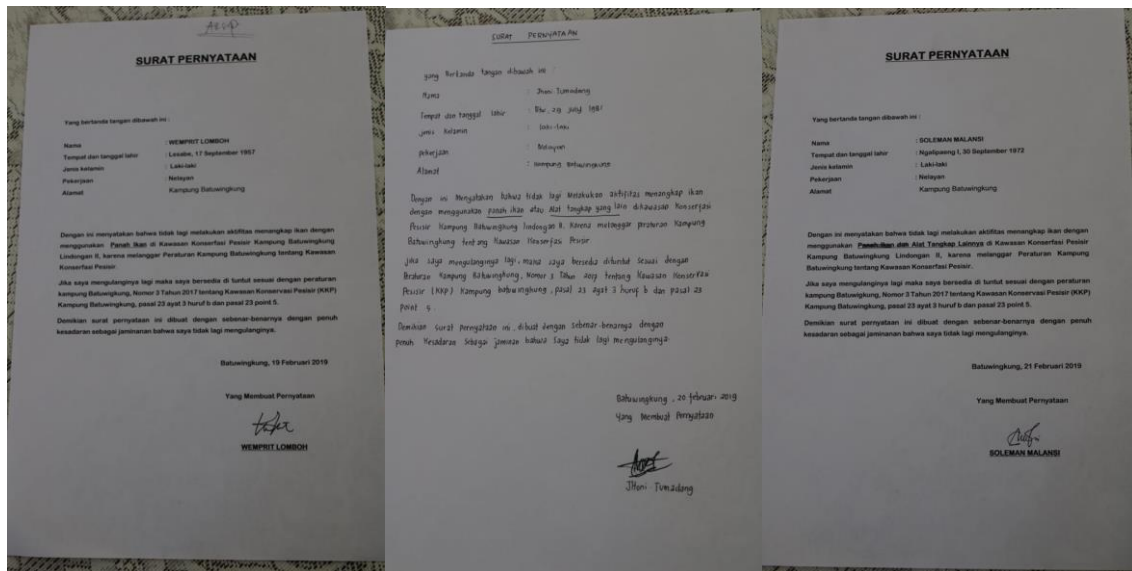 ARSIP
SURAT PERNYATAAN
Yang bertanda tangan dibawah ini :
Nama : WEMPRIT LOMBOH
Tempat dan tanggal lahir : Lesabe, 17 September 1957
Jenis kelamin : Laki-laki
Pekerjaan : Nelayan
Alamat Kampung Batuwingkung
Dengan ini menyatakan bahwa tidak lagi melakukan aktifitas menangkap ikan dengan
menggunakan Panah Ikan di Kawasan Konserfasi Pesisir Kampung Batuwingkung
Lindongan II, karena melanggar Peraturan Kampung Batuwingkung tentang Kawasan
Konserfasi Pesisir.
Jika saya mengulanginya lagi maka saya bersedia di tuntut sesuai dengan peraturan
kampung Batuwigkung, Nomor 3 Tahun 2017 tentang Kawasan Konservasi Pesisir (KKP)
Kampung Batuwingkung, pasal 23 ayat 3 huruf b dan pasal 23 point 5.
Demikian surat pernyataan ini dibuat dengan sebenar-benarnya dengan penuh
kesadaran sebagai jaminanan bahwa saya tidak lagi mengulanginya.
Batuwingkung, 19 Februari 2019
Yang Membuat Pernyataan
WEMPRIT LOMBOH
SURAT PERNYATAAN
yang Bertanda tangan dibawah ini :
Nama : Jhoni Tumadang
Tempat dan tanggal lahir : Btw, 29 july 1981
jenis kelamin : laki-laki
pekerjaan : Nelayan
Alamat : kampung Batuwingkung
Dengan ini Menyatakan bahwa tidak lagi Melakukan aktifitas menangkap ikan
dengan menggunakan panah ikan atau Alat tangkap yang lain dikawasan Konserfasi
Pesisir Kampung Batuwingkung lindongan II. Karena melanggar peraturan Kampung
Batuwingkung tentang Kawasan Konserfasi Pesisir.
jika saya mengulanginya lagi, maka saya bersedia dituntut sesuai dengan
Peraturan Kampung Batuwingkung, Nomor 3 Tahun 2017 tentang Kawasan Konserfasi
Pesisir (KKP) Kampung batuwingkung, pasal 23 ayat 3 huruf b dan pasal 23
point 5
Demikian surat pernyataan ini, dibuat dengan sebenar-benarnya dengan
penuh Kesadaran sebagai jaminan bahwa saya tidak lagi mengulanginya.
Batuwingkung, 20 februari 2019
Yang Membuat Pernyataan
JHoni Tumadang
SURAT PERNYATAAN
Yang bertanda tangan dibawah ini :
Nama : SOLEMAN MALANSI
Tempat dan tanggal lahir : Ngalipaeng I, 30 September 1972
Jenis kelamin : Laki-laki
Pekerjaan : Nelayan
Alamat Kampung Batuwingkung
Dengan ini menyatakan bahwa tidak lagi melakukan aktifitas menangkap ikan dengan
menggunakan Panah Ikan dan Alat Tangkap Lainnya di Kawasan Konserfasi Pesisir
Kampung Batuwingkung Lindongan II, karena melanggar Peraturan Kampung
Batuwingkung tentang Kawasan Konserfasi Pesisir.
Jika saya mengulanginya lagi maka saya bersedia di tuntut sesuai dengan peraturan
kampung Batuwigkung, Nomor 3 Tahun 2017 tentang Kawasan Konservasi Pesisir (KKP)
Kampung Batuwingkung, pasal 23 ayat 3 huruf b dan pasal 23 point 5.
Demikian surat pernyataan ini dibuat dengan sebenar-benarnya dengan penuh
kesadaran sebagai jaminanan bahwa saya tidak lagi mengulanginya.
Batuwingkung, 21 Februari 2019
Yang Membuat Pernyataan
SOLEMAN MALANSI